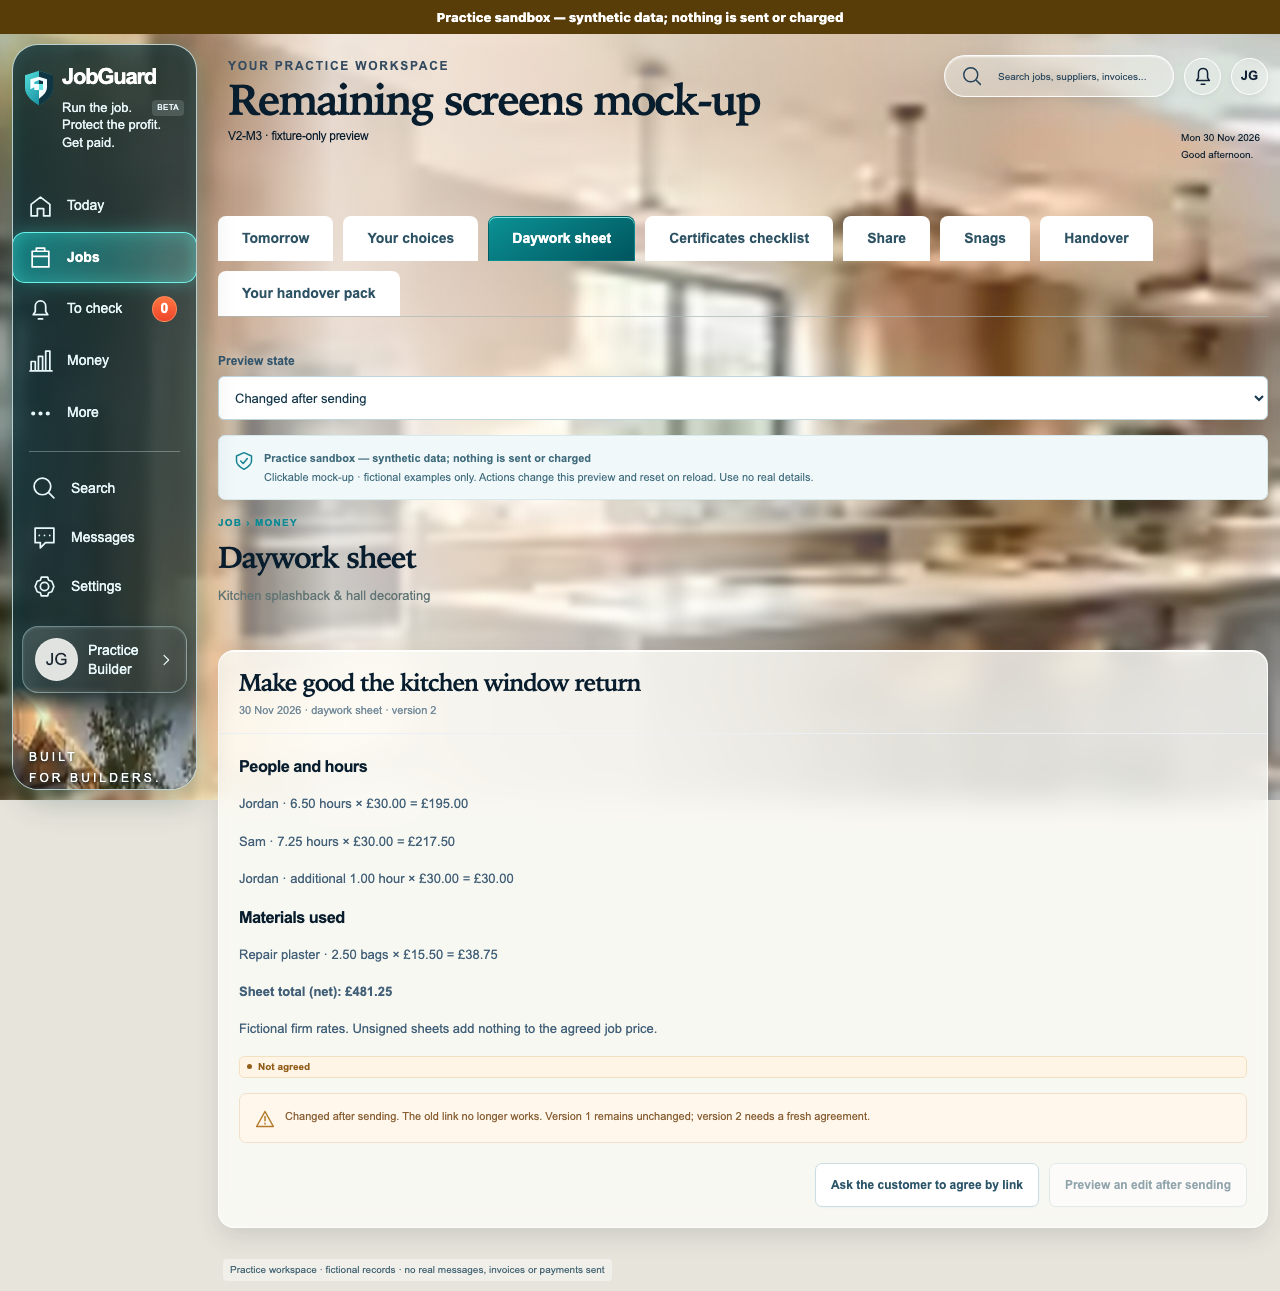 Practice sandbox — synthetic data; nothing is sent or charged
JobGuard
Run the job.
Protect the profit.
Get paid.
BETA
Today
Jobs
To check
0
Money
More
Search
Messages
Settings
JG
Practice
Builder
BUILT
FOR BUILDERS.
YOUR PRACTICE WORKSPACE
Remaining screens mock-up
V2-M3 · fixture-only preview
Search jobs, suppliers, invoices...
JG
Mon 30 Nov 2026
Good afternoon.
Tomorrow
Your choices
Daywork sheet
Certificates checklist
Share
Snags
Handover
Your handover pack
Preview state
Changed after sending
Practice sandbox — synthetic data; nothing is sent or charged
Clickable mock-up · fictional examples only. Actions change this preview and reset on reload. Use no real details.
JOB › MONEY
Daywork sheet
Kitchen splashback & hall decorating
Make good the kitchen window return
30 Nov 2026 · daywork sheet · version 2
People and hours
Jordan · 6.50 hours × £30.00 = £195.00
Sam · 7.25 hours × £30.00 = £217.50
Jordan · additional 1.00 hour × £30.00 = £30.00
Materials used
Repair plaster · 2.50 bags × £15.50 = £38.75
Sheet total (net): £481.25
Fictional firm rates. Unsigned sheets add nothing to the agreed job price.
Not agreed
Changed after sending. The old link no longer works. Version 1 remains unchanged; version 2 needs a fresh agreement.
Ask the customer to agree by link
Preview an edit after sending
Practice workspace · fictional records · no real messages, invoices or payments sent